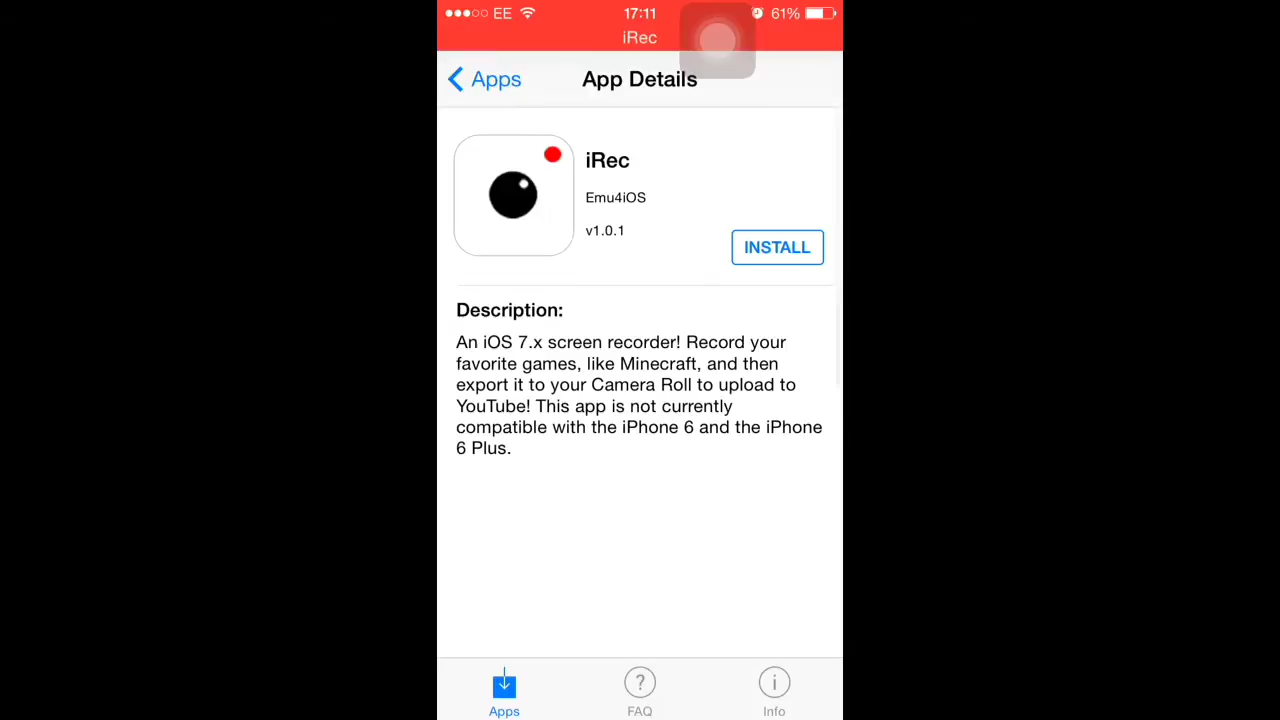 EE 17:11 61%
iRec
Apps App Details
iRec
Emu4iOS
v1.0.1
INSTALL
Description:
An iOS 7.x screen recorder! Record your
favorite games, like Minecraft, and then
export it to your Camera Roll to upload to
YouTube! This app is not currently
compatible with the iPhone 6 and the iPhone
6 Plus.
Apps ? FAQ i Info